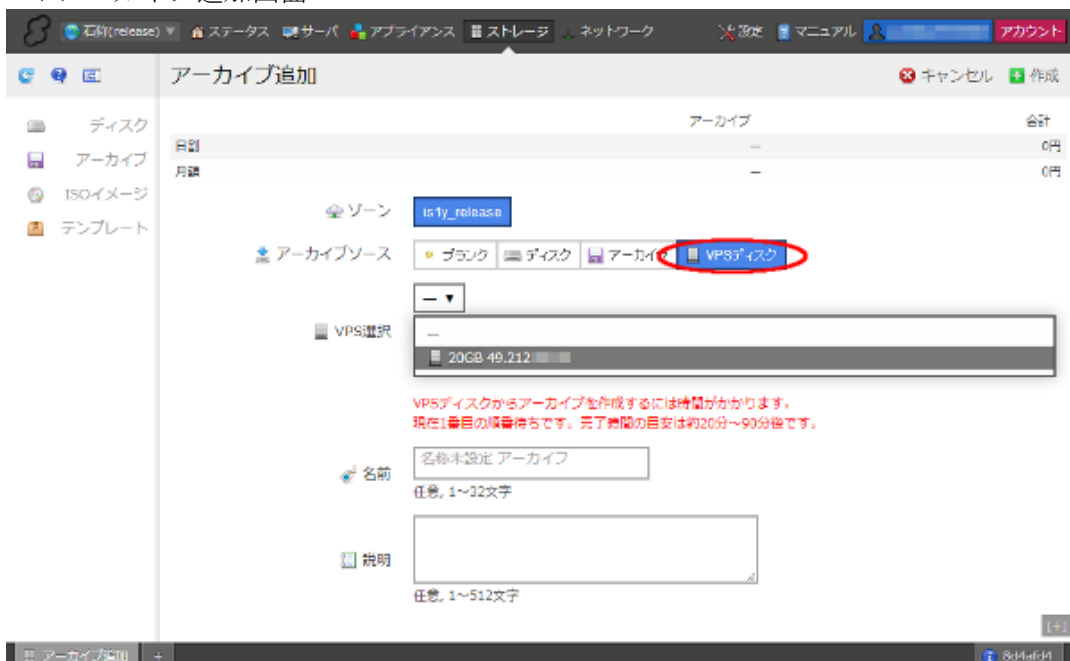 石狩(release) ▼ ステータス サーバ アプライアンス ストレージ ネットワーク 設定 マニュアル アカウント
アーカイブ追加 キャンセル 作成
ディスク
アーカイブ
ISOイメージ
テンプレート
アーカイブ 合計
日割 — 0円
月額 — 0円
ゾーン is1y_release
アーカイブソース ブランク ディスク アーカイブ VPSディスク
— ▼
VPS選択
—
20GB 49.212
VPSディスクからアーカイブを作成するには時間がかかります。
現在1番目の順番待ちです。完了時間の目安は約20分～90分後です。
名前 名称未設定 アーカイブ
任意, 1～32文字
説明
任意, 1～512文字
[+]
アーカイブ追加 + 8d4afd4